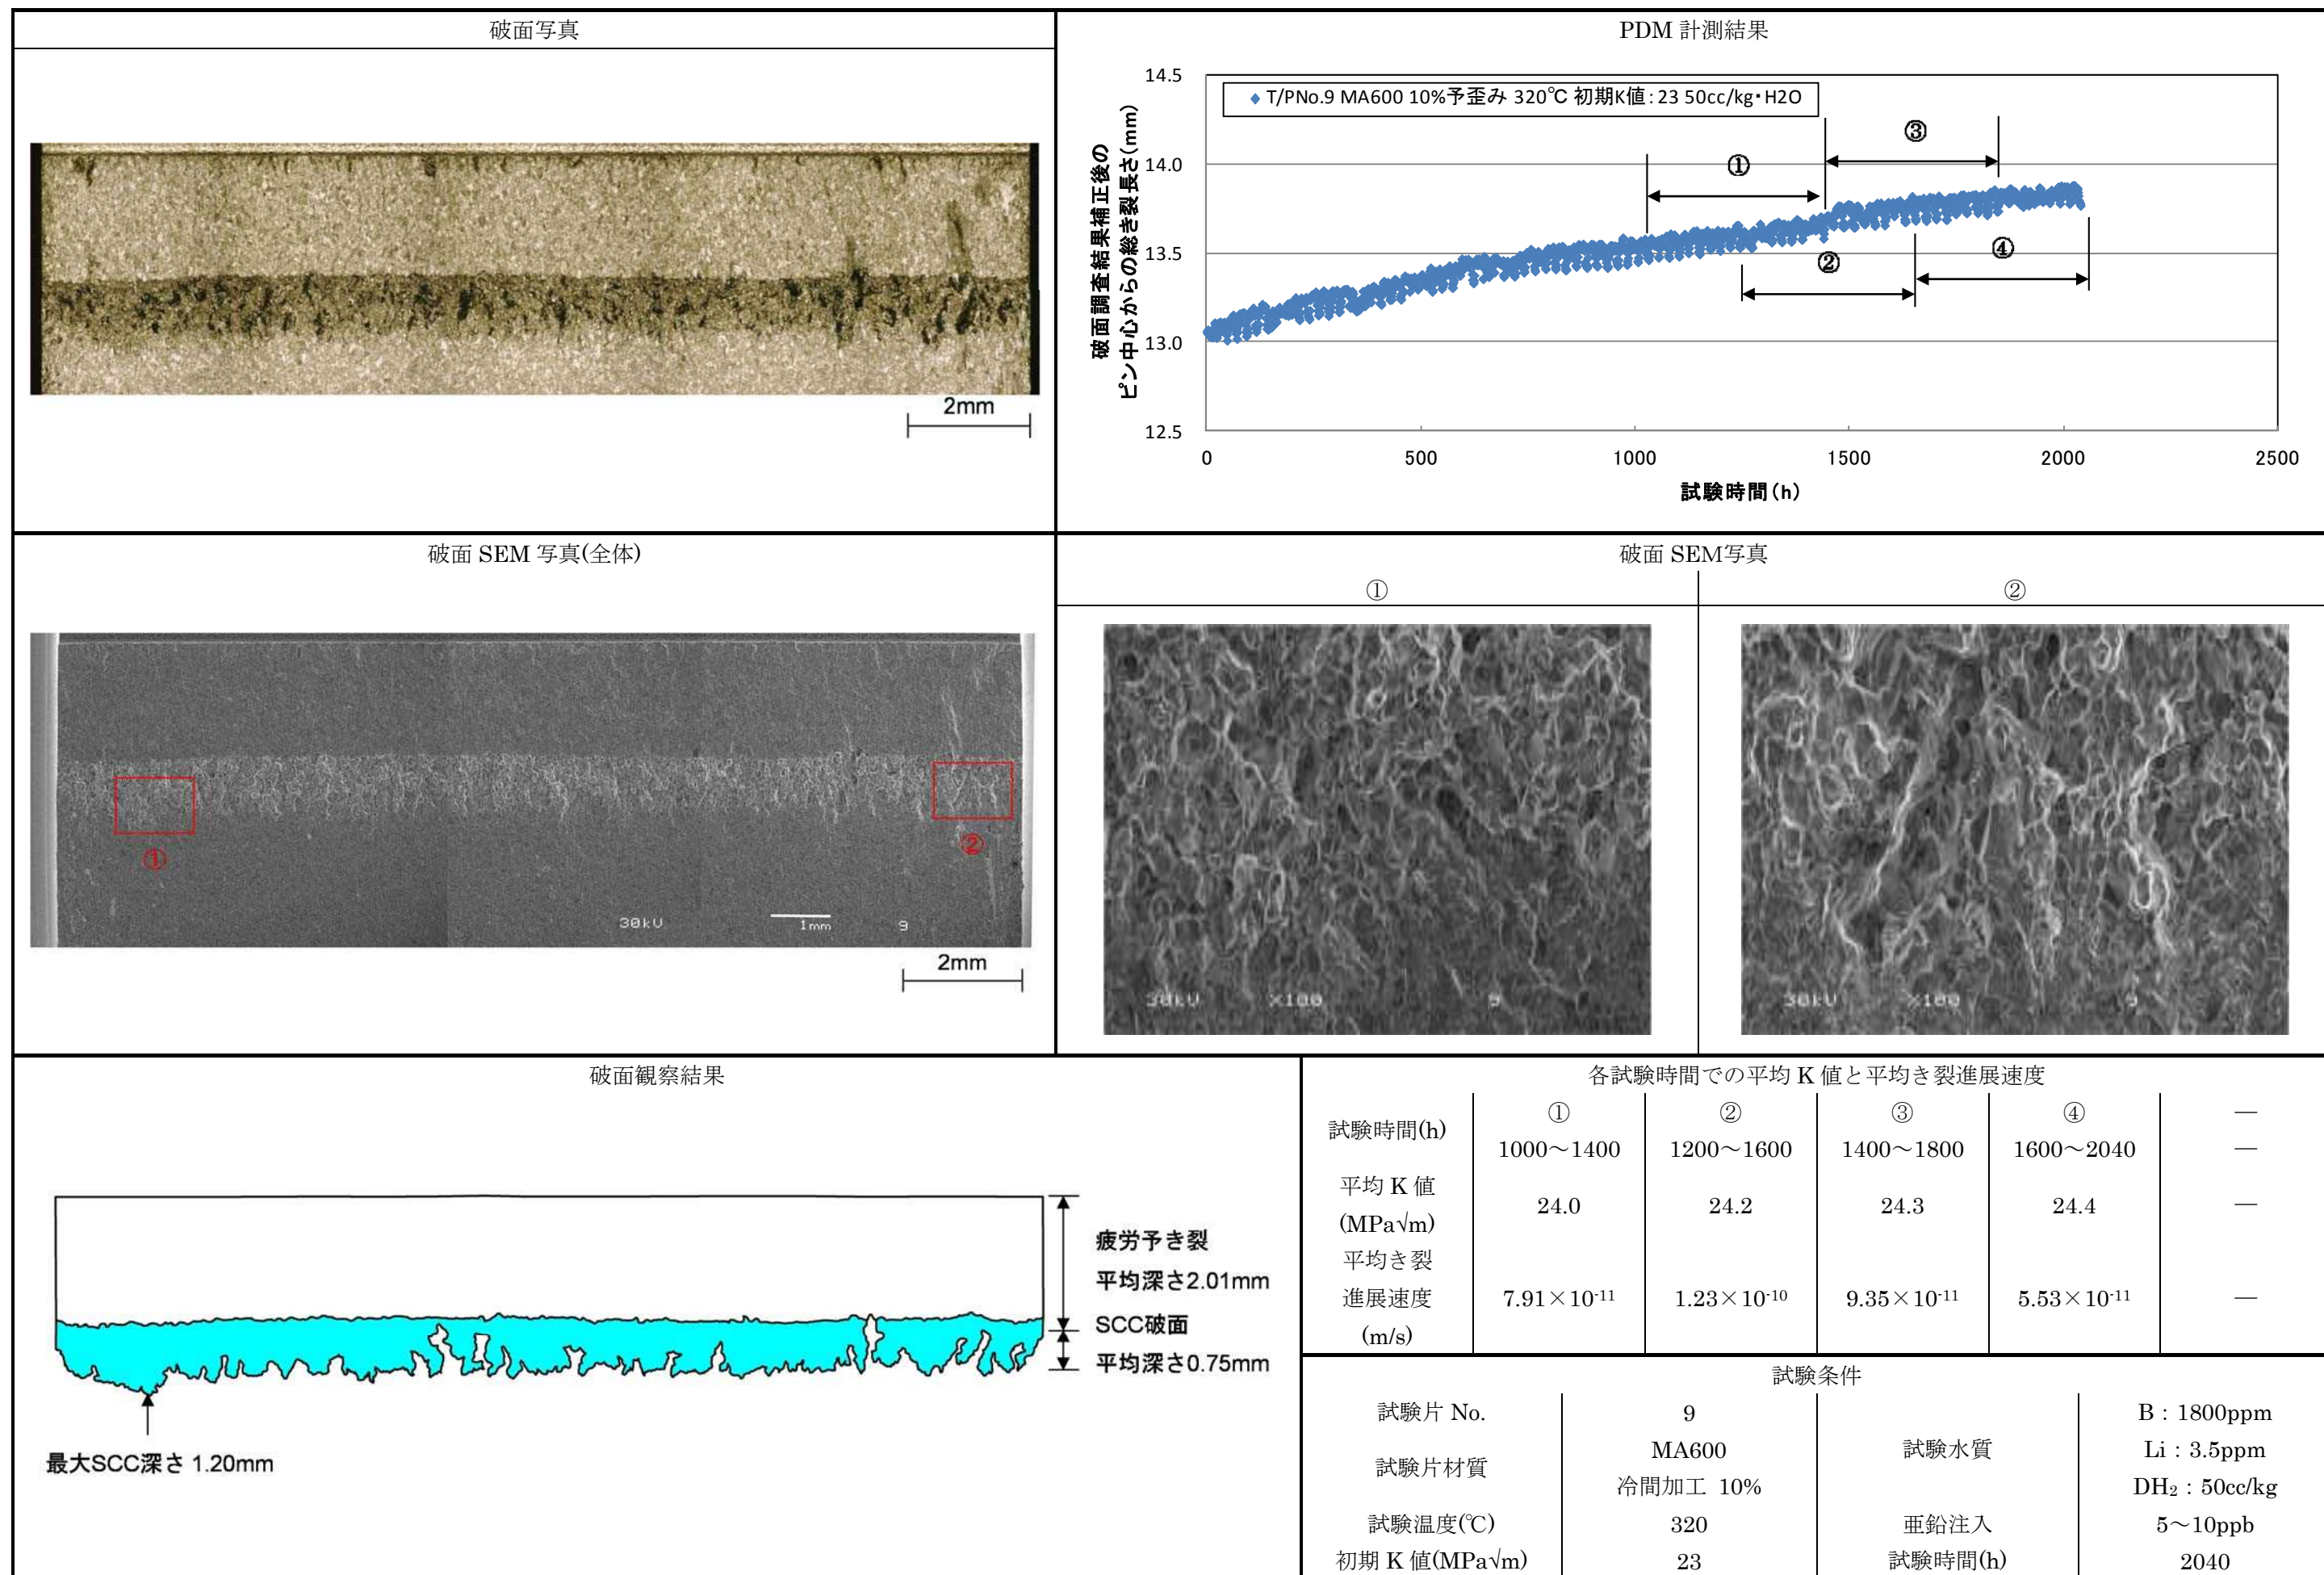 破面写真
2mm
PDM 計測結果
破面調査結果補正後の
ピン中心からの総き裂長さ(mm)
14.5
14.0
13.5
13.0
12.5
T/PNo.9 MA600 10%予歪み 320℃ 初期K値：23 50cc/kg・H2O
①
②
③
④
0
500
1000
1500
2000
2500
試験時間(h)
破面 SEM 写真(全体)
①
②
30kU
1mm
9
2mm
破面 SEM写真
①
②
30kU
X100
9
30kU
X100
9
破面観察結果
疲労予き裂
平均深さ2.01mm
SCC破面
平均深さ0.75mm
最大SCC深さ 1.20mm
各試験時間での平均 K 値と平均き裂進展速度
試験時間(h)
①
②
③
④
—
1000～1400
1200～1600
1400～1800
1600～2040
—
平均 K 値
(MPa√m)
24.0
24.2
24.3
24.4
—
平均き裂
進展速度
(m/s)
7.91×10-11
1.23×10-10
9.35×10-11
5.53×10-11
—
試験条件
試験片 No.
9
試験片材質
MA600
冷間加工 10%
試験水質
B：1800ppm
Li：3.5ppm
DH2：50cc/kg
試験温度(℃)
320
亜鉛注入
5～10ppb
初期 K 値(MPa√m)
23
試験時間(h)
2040